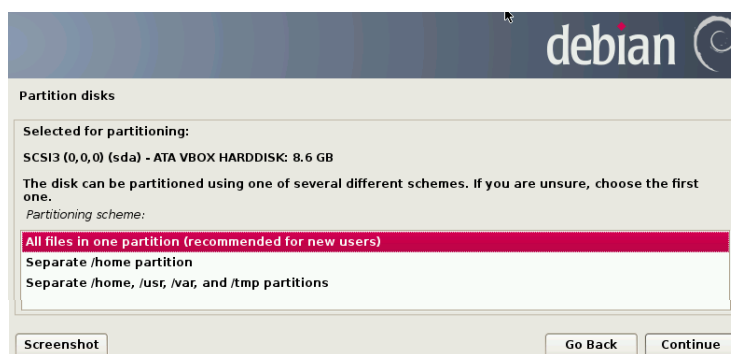 debian
Partition disks
Selected for partitioning:
SCSI3 (0,0,0) (sda) - ATA VBOX HARDDISK: 8.6 GB
The disk can be partitioned using one of several different schemes. If you are unsure, choose the first
one.
Partitioning scheme:
All files in one partition (recommended for new users)
Separate /home partition
Separate /home, /usr, /var, and /tmp partitions
Screenshot
Go Back
Continue